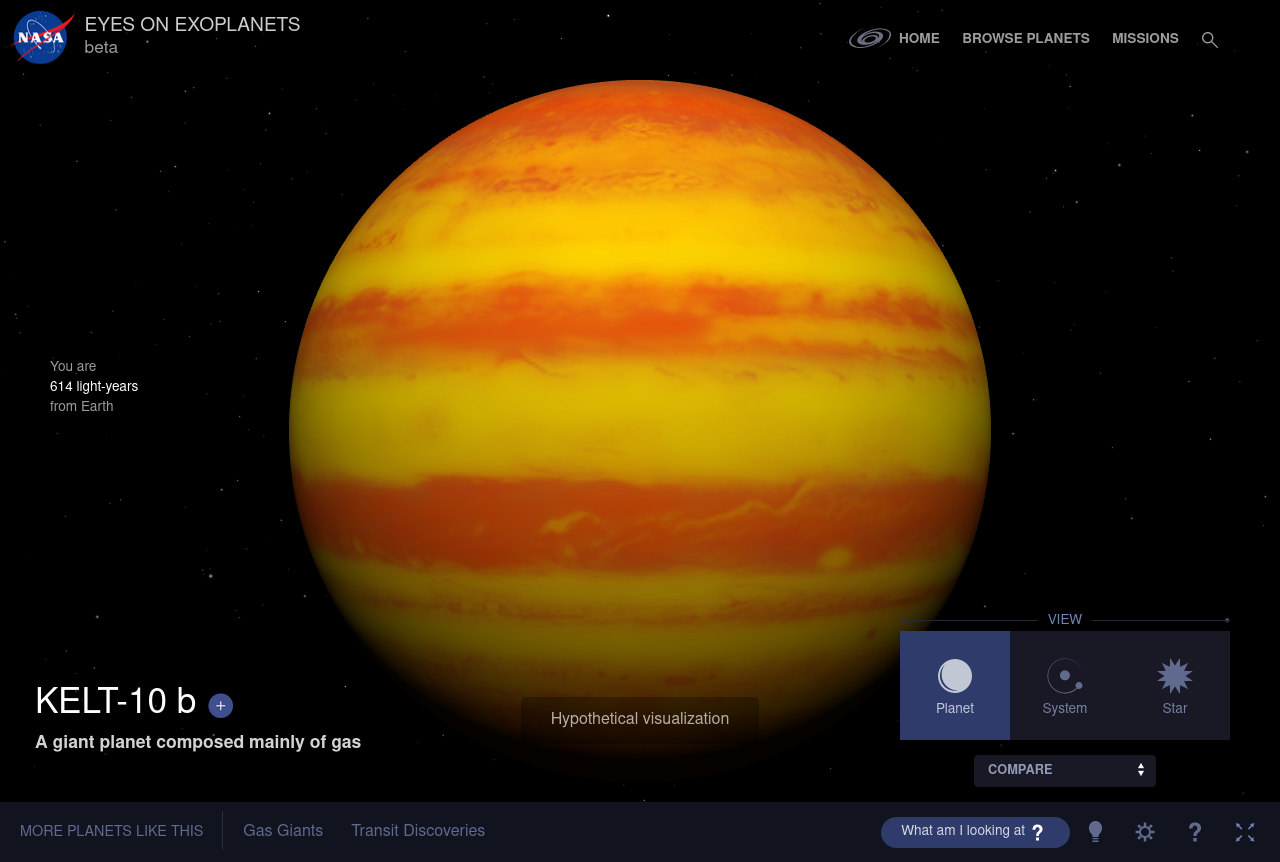 NASA
EYES ON EXOPLANETS
beta
HOME
BROWSE PLANETS
MISSIONS
You are
614 light-years
from Earth
VIEW
Planet
System
Star
KELT-10 b +
A giant planet composed mainly of gas
Hypothetical visualization
COMPARE
MORE PLANETS LIKE THIS
Gas Giants
Transit Discoveries
What am I looking at ?
?